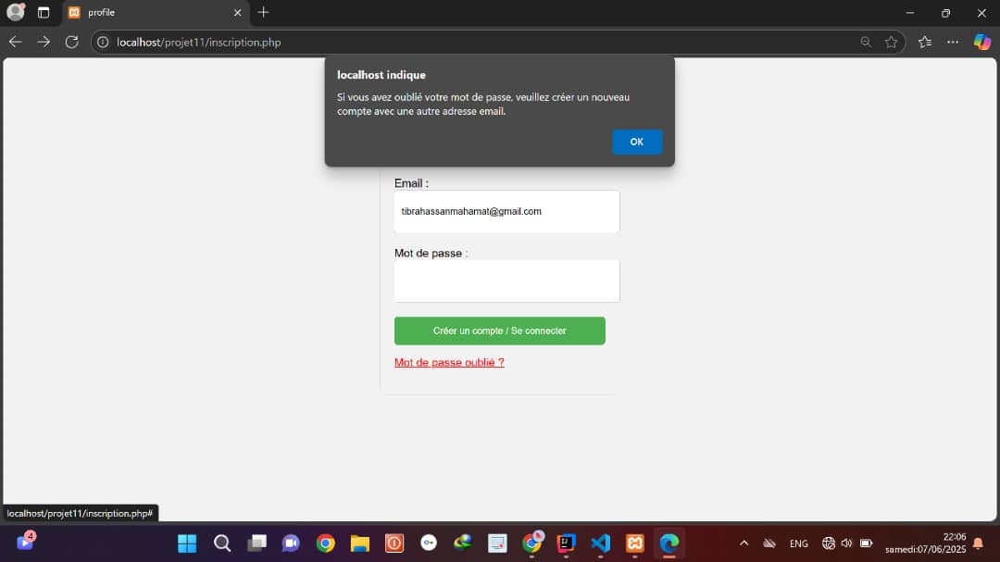 profile
localhost/projet11/inscription.php
localhost indique
Si vous avez oublié votre mot de passe, veuillez créer un nouveau
compte avec une autre adresse email.
OK
Email :
tibrahassanmahamat@gmail.com
Mot de passe :
Créer un compte / Se connecter
Mot de passe oublié ?
localhost/projet11/inscription.php#
4
ENG
22:06
samedi:07/06/2025